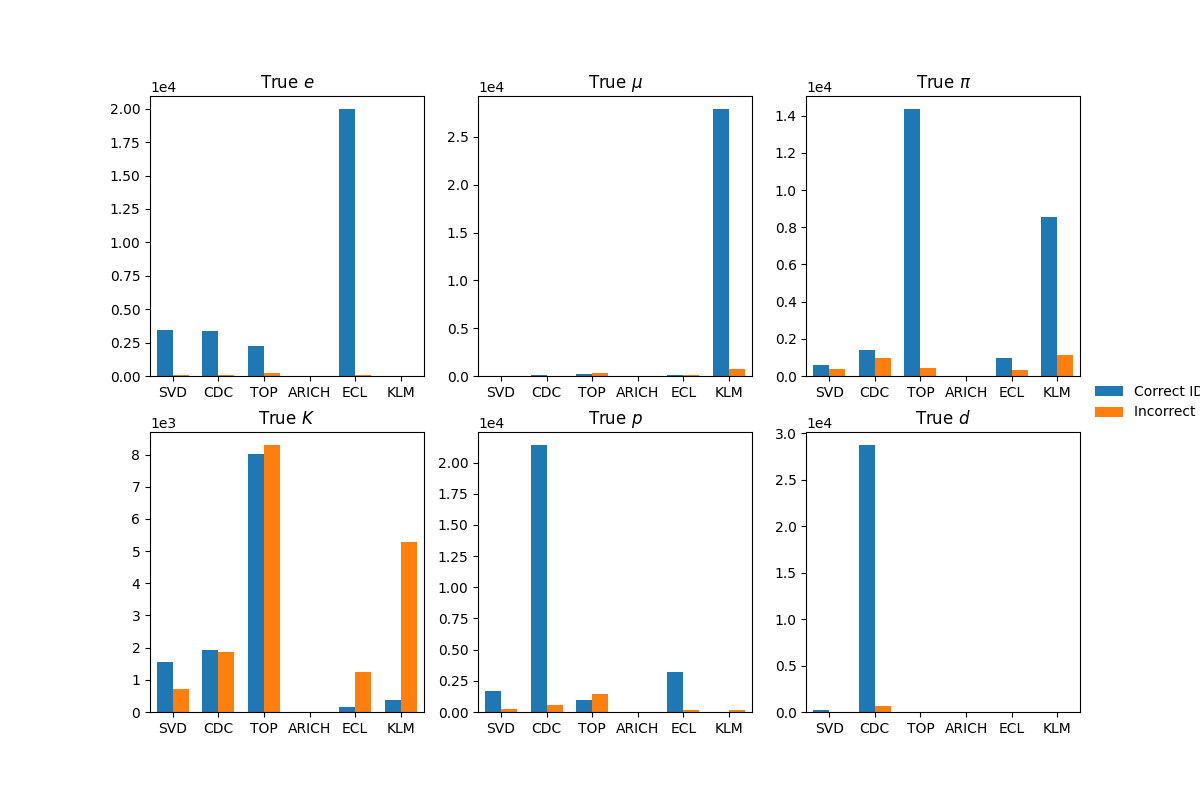 True e
1e4
2.00
1.75
1.50
1.25
1.00
0.75
0.50
0.25
0.00
SVD CDC TOP ARICH ECL KLM
True μ
1e4
2.5
2.0
1.5
1.0
0.5
0.0
SVD CDC TOP ARICH ECL KLM
True π
1e4
1.4
1.2
1.0
0.8
0.6
0.4
0.2
0.0
SVD CDC TOP ARICH ECL KLM
Correct ID
Incorrect
True K
1e3
8
7
6
5
4
3
2
1
0
SVD CDC TOP ARICH ECL KLM
True p
1e4
2.00
1.75
1.50
1.25
1.00
0.75
0.50
0.25
0.00
SVD CDC TOP ARICH ECL KLM
True d
1e4
3.0
2.5
2.0
1.5
1.0
0.5
0.0
SVD CDC TOP ARICH ECL KLM